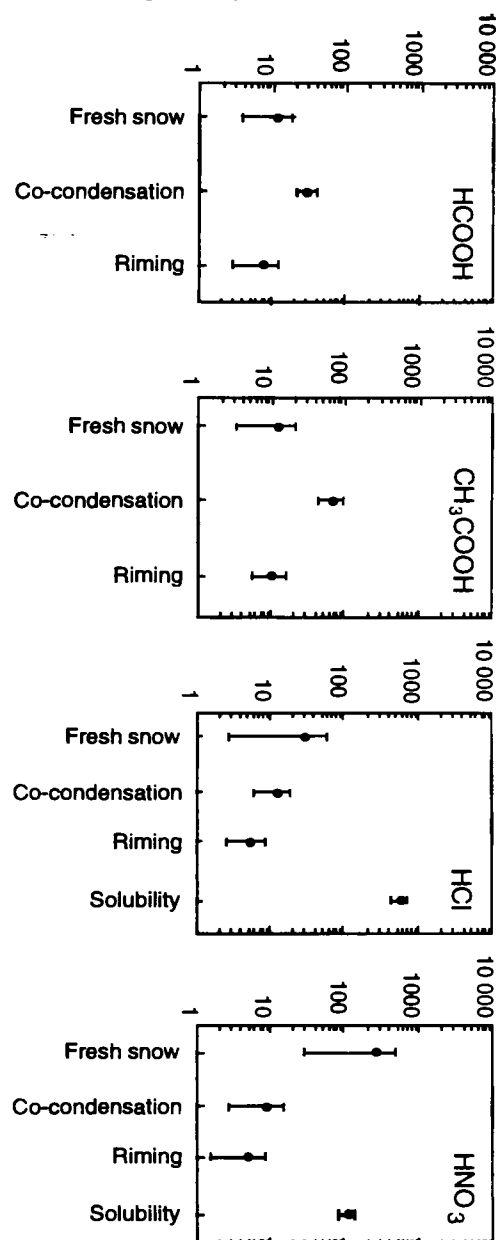 10 000
1000
100
10
1
HCOOH
Fresh snow
Co-condensation
Riming
10 000
1000
100
10
1
CH₃COOH
Fresh snow
Co-condensation
Riming
10 000
1000
100
10
1
HCl
Fresh snow
Co-condensation
Riming
Solubility
10 000
1000
100
10
1
HNO₃
Fresh snow
Co-condensation
Riming
Solubility